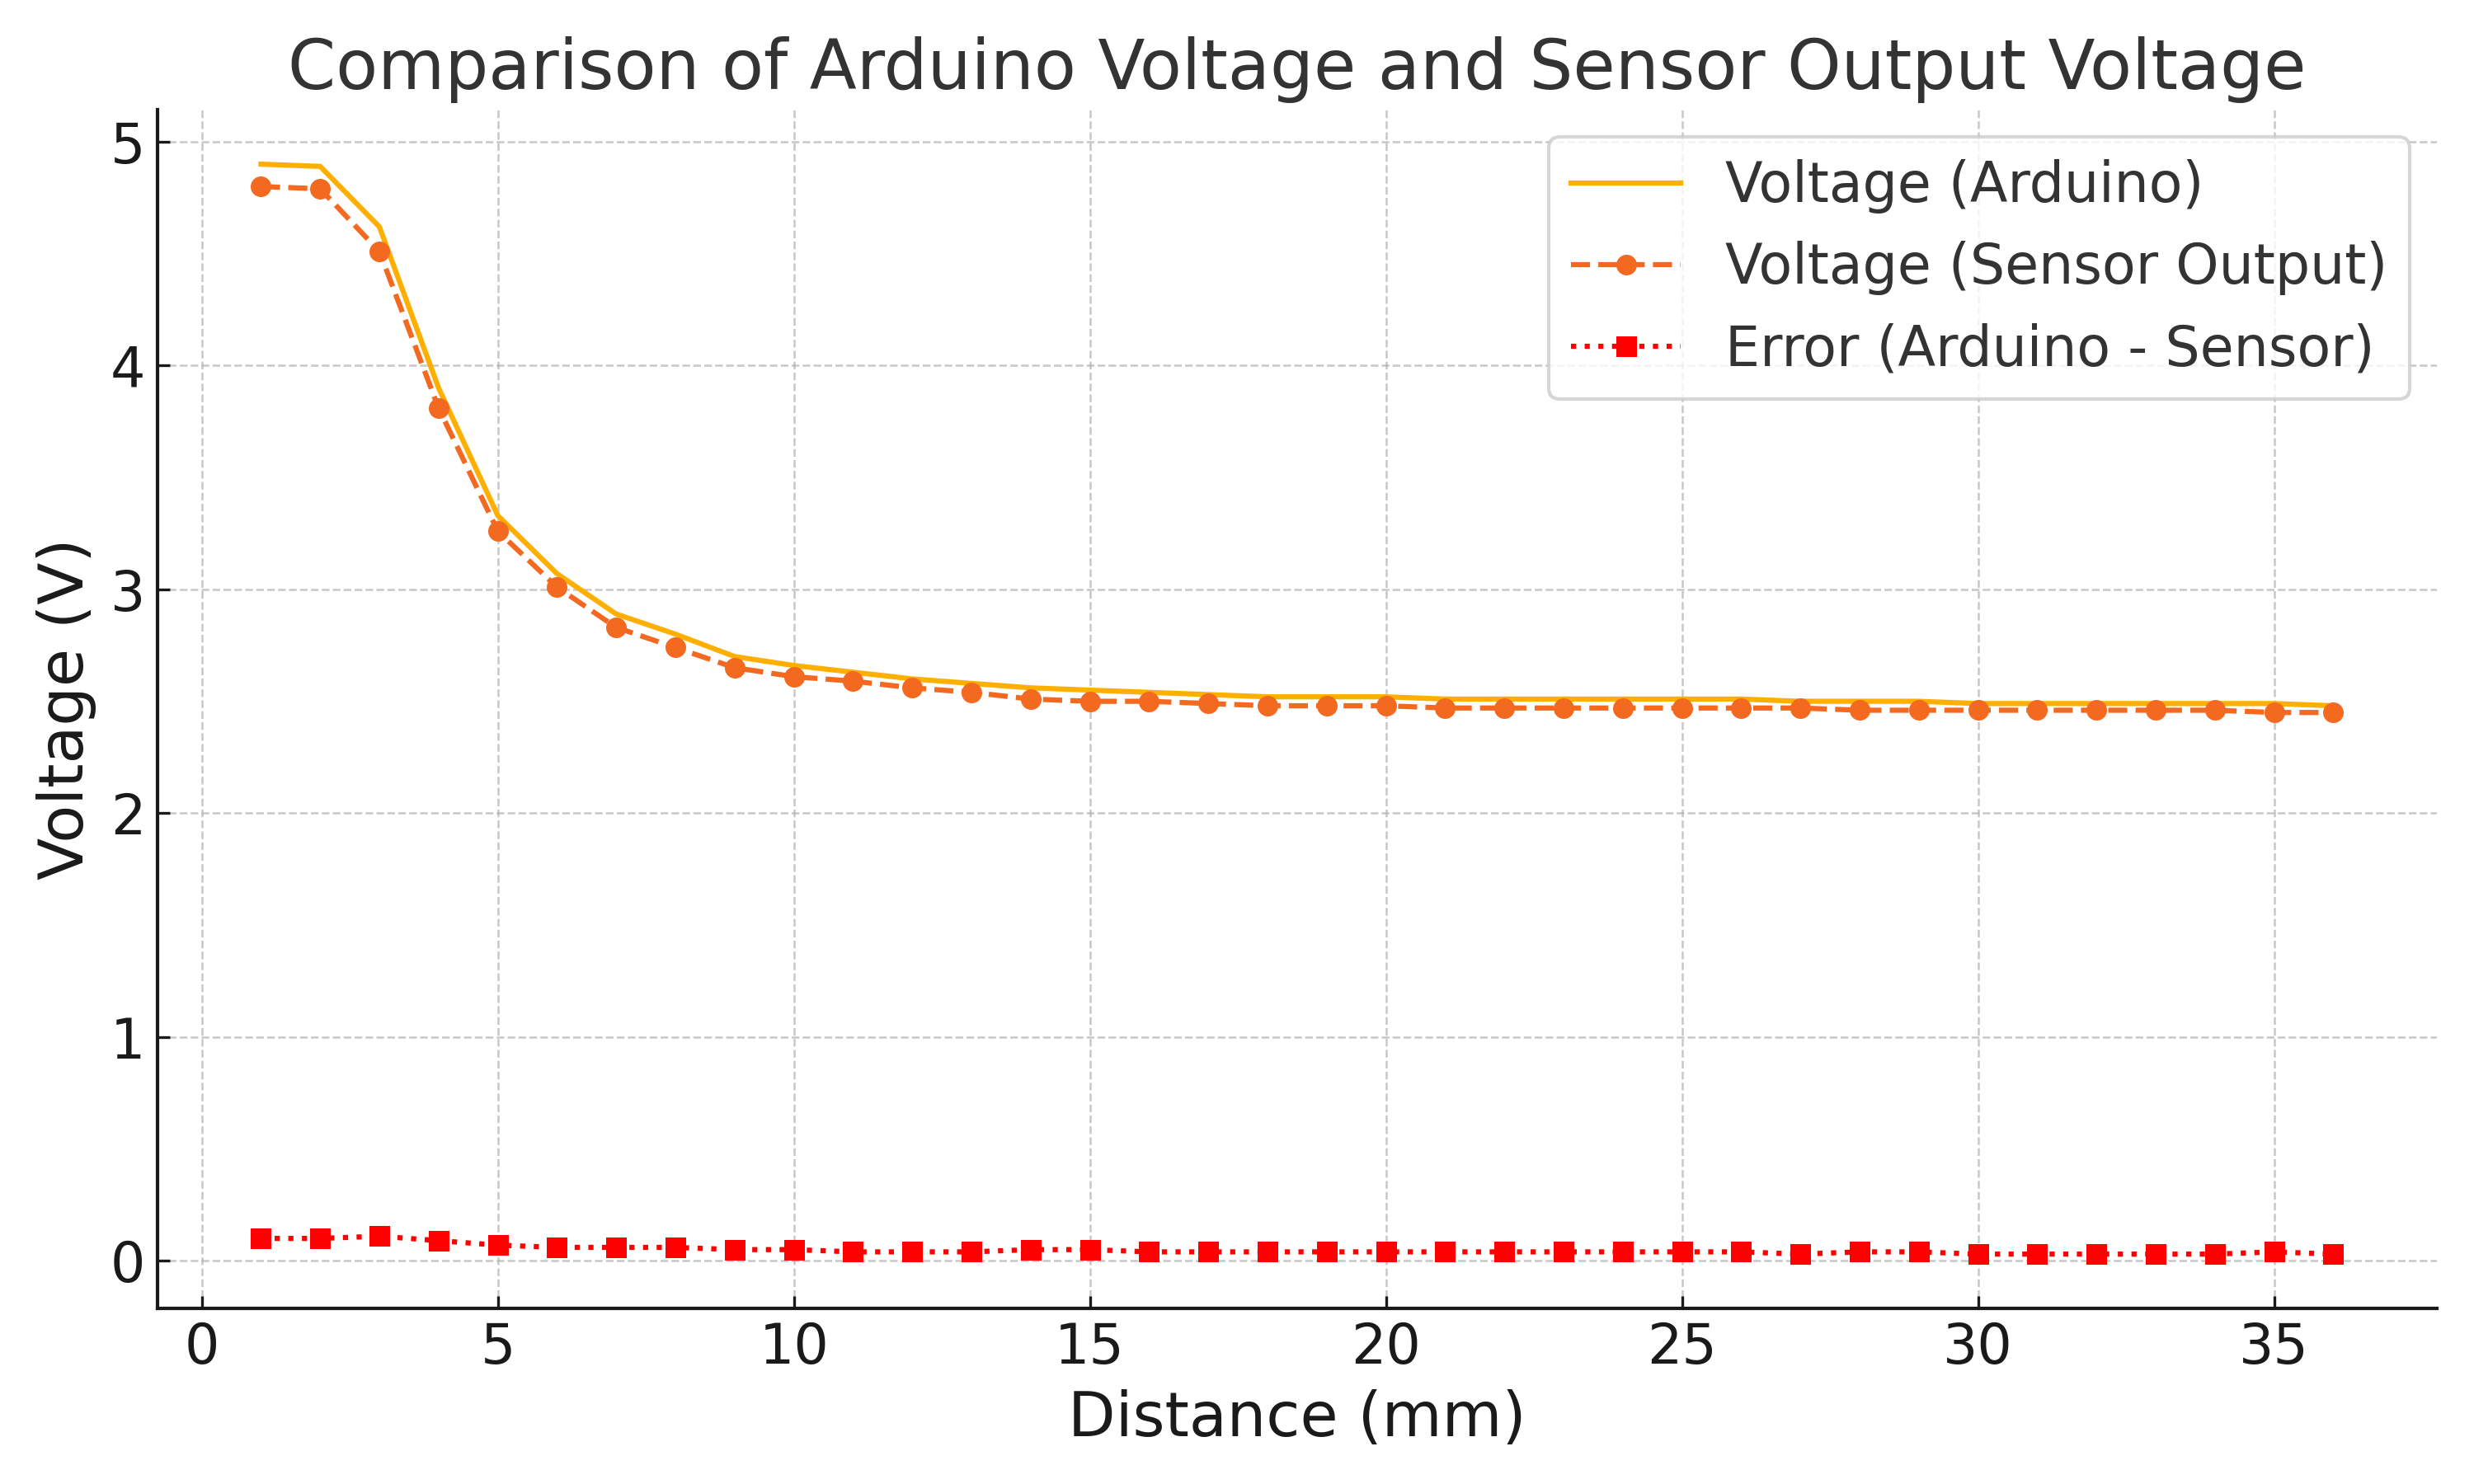 Comparison of Arduino Voltage and Sensor Output Voltage
Voltage (Arduino)
Voltage (Sensor Output)
Error (Arduino - Sensor)
Voltage (V)
5
4
3
2
1
0
0 5 10 15 20 25 30 35
Distance (mm)